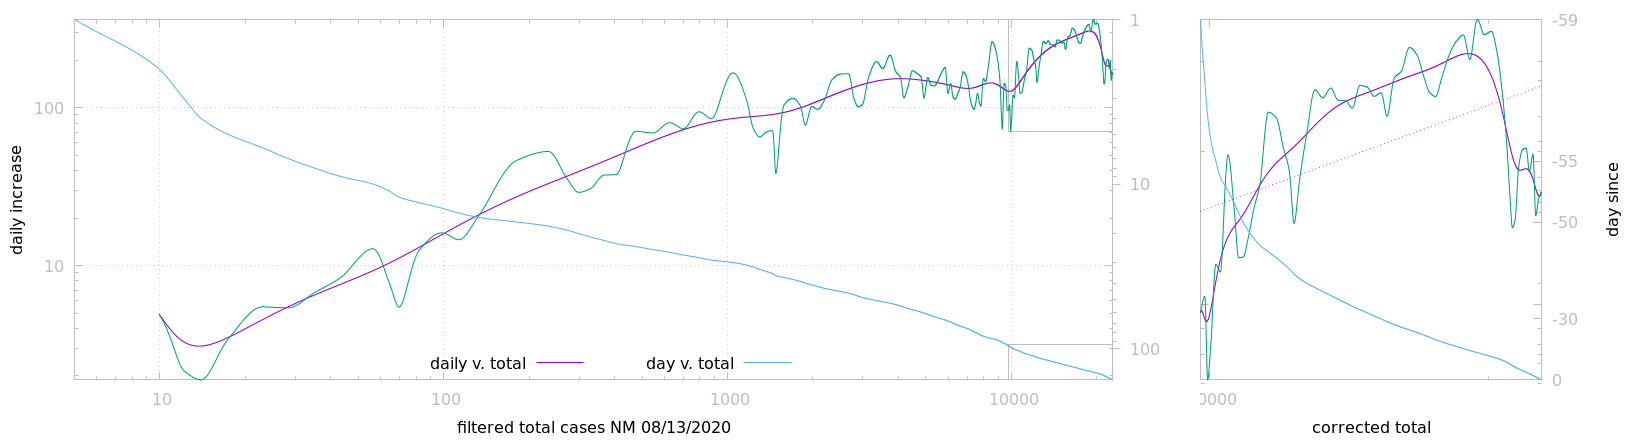 daily increase
100
10
daily v. total
day v. total
10
100
1000
10000
filtered total cases NM 08/13/2020
1
10
100
0000
corrected total
-59
-55
-50
-30
0
day since